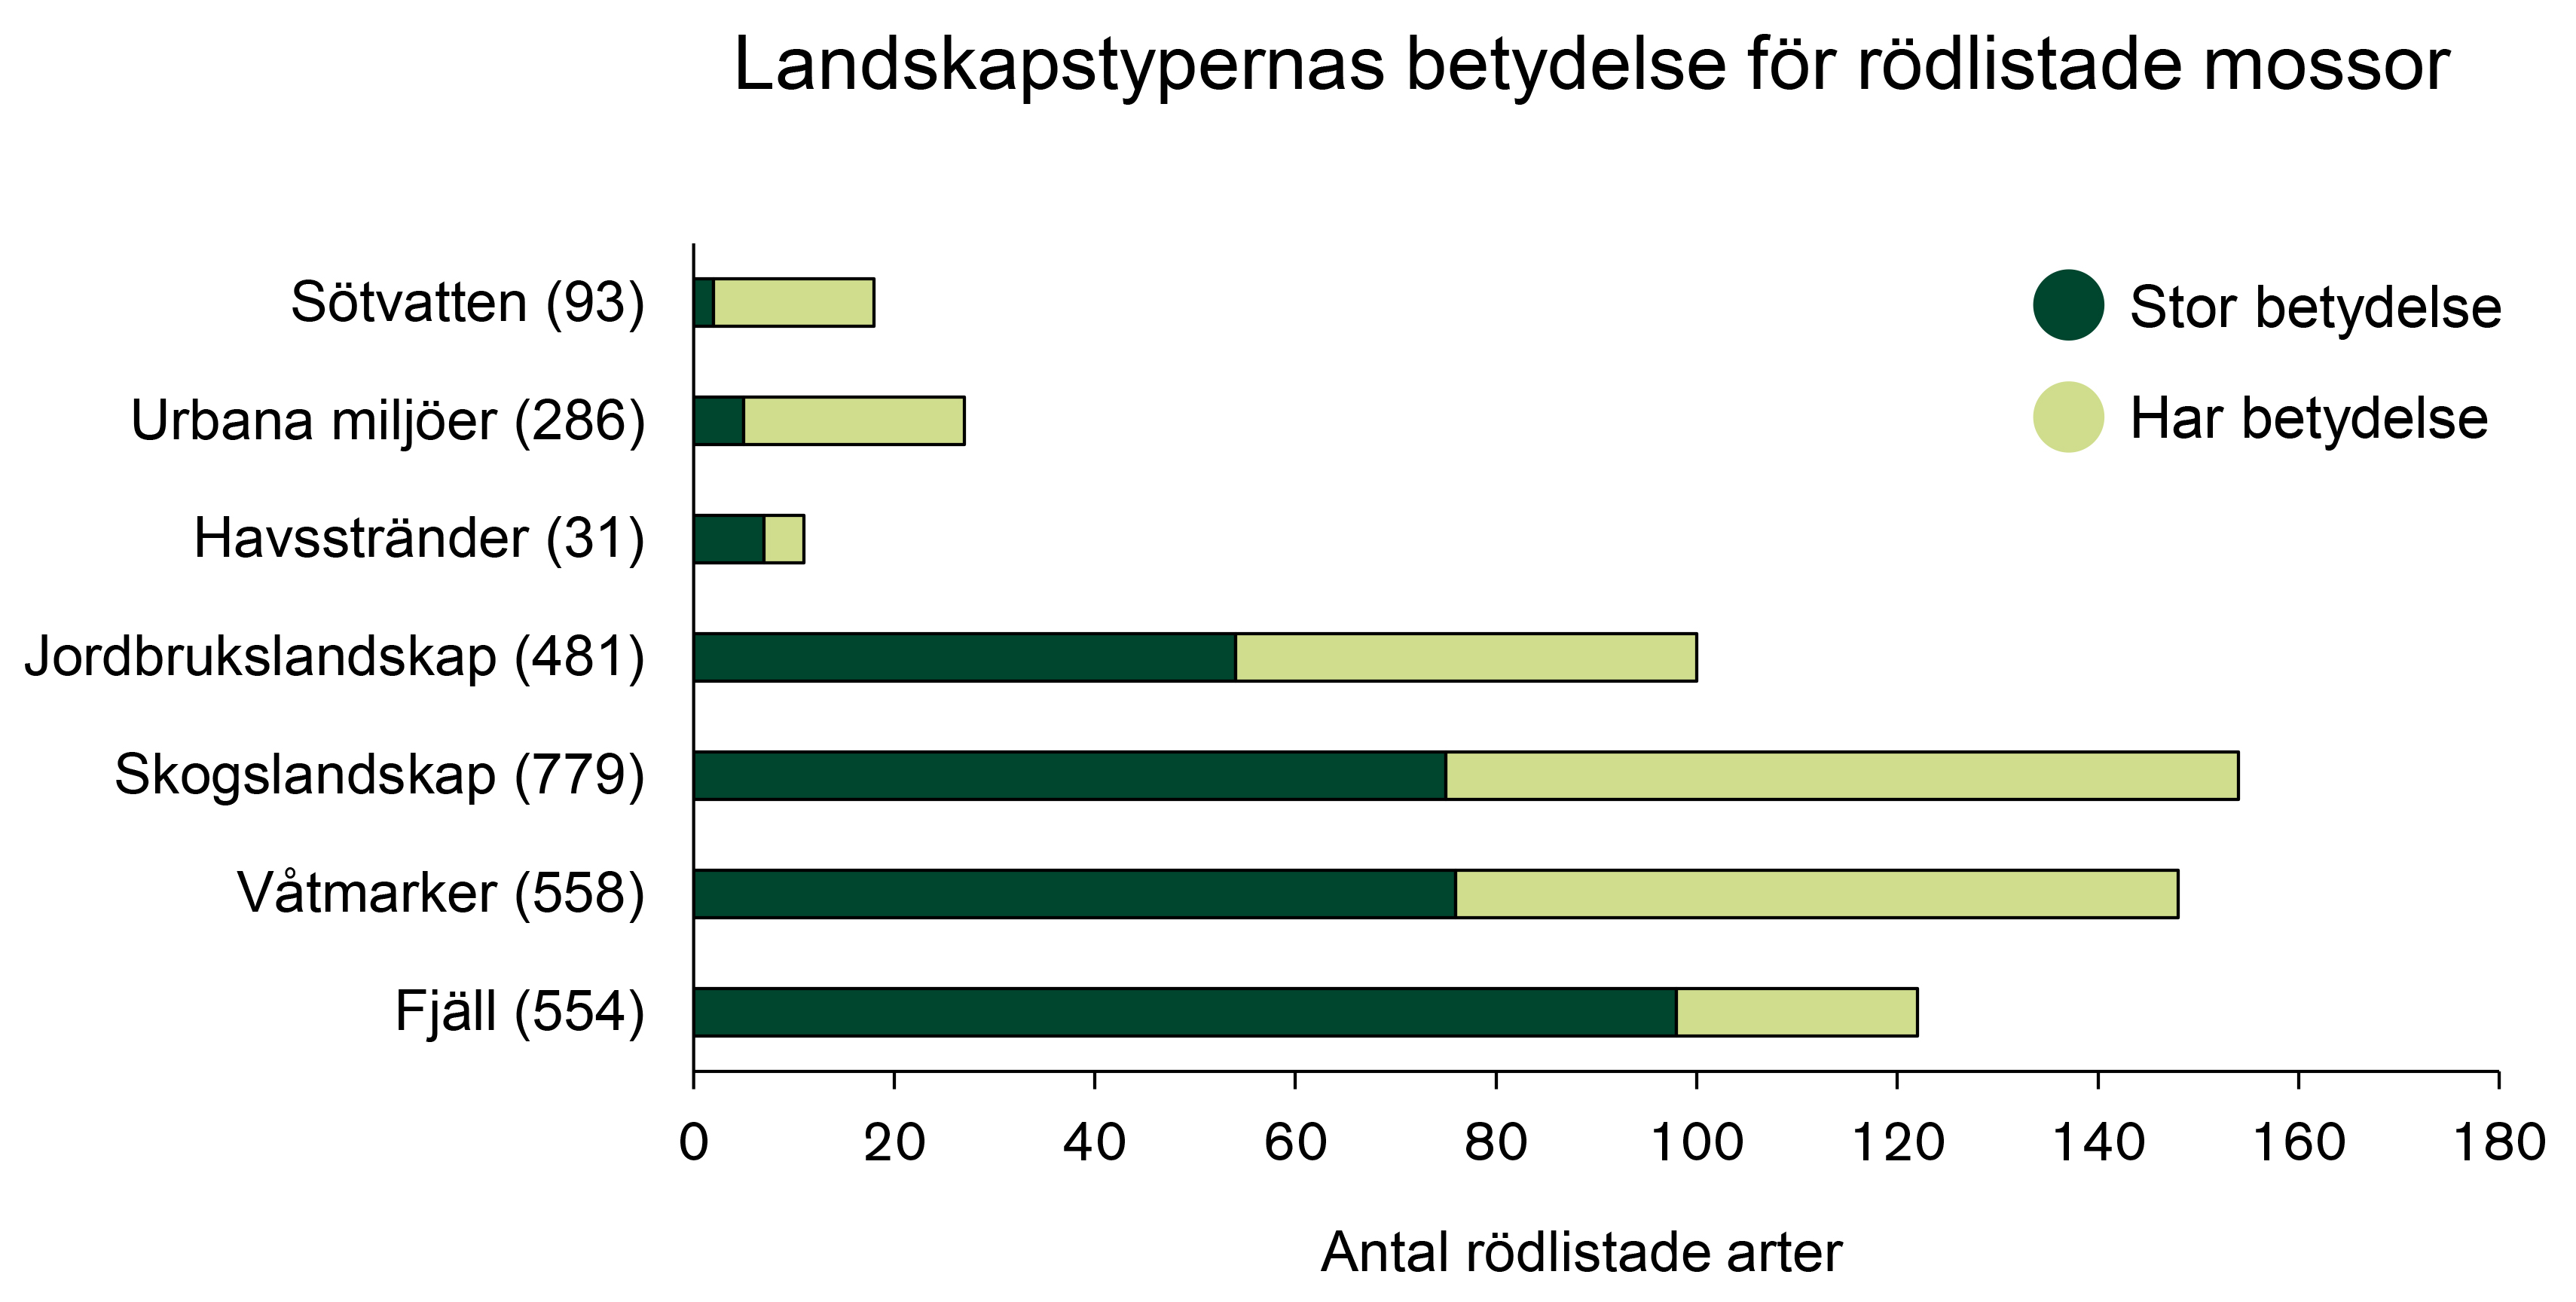 Landskapstypernas betydelse för rödlistade mossor
Stor betydelse
Har betydelse
Sötvatten (93)
Urbana miljöer (286)
Havsstränder (31)
Jordbrukslandskap (481)
Skogslandskap (779)
Våtmarker (558)
Fjäll (554)
0 20 40 60 80 100 120 140 160 180
Antal rödlistade arter